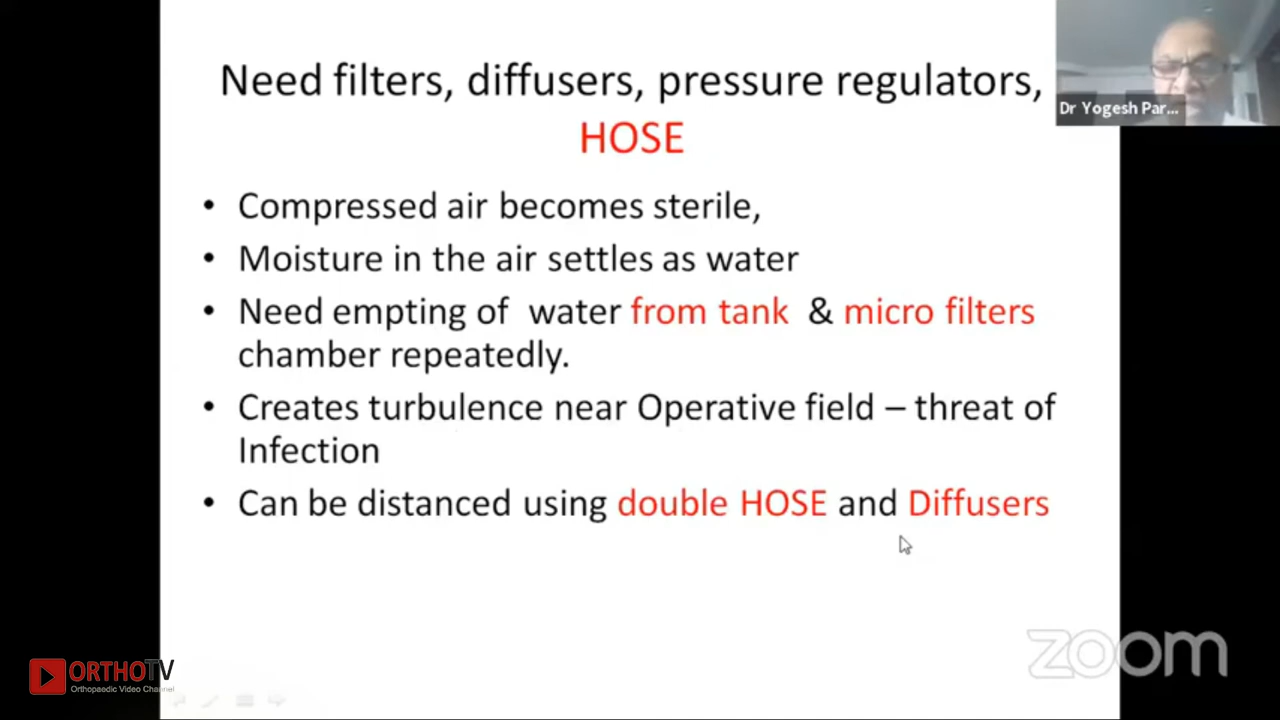 Need filters, diffusers, pressure regulators,
HOSE
Dr Yogesh Par...
• Compressed air becomes sterile,
• Moisture in the air settles as water
• Need empting of water from tank & micro filters
chamber repeatedly.
• Creates turbulence near Operative field – threat of
Infection
• Can be distanced using double HOSE and Diffusers
zoom
ORTHOTV
Orthopaedic Video Channel